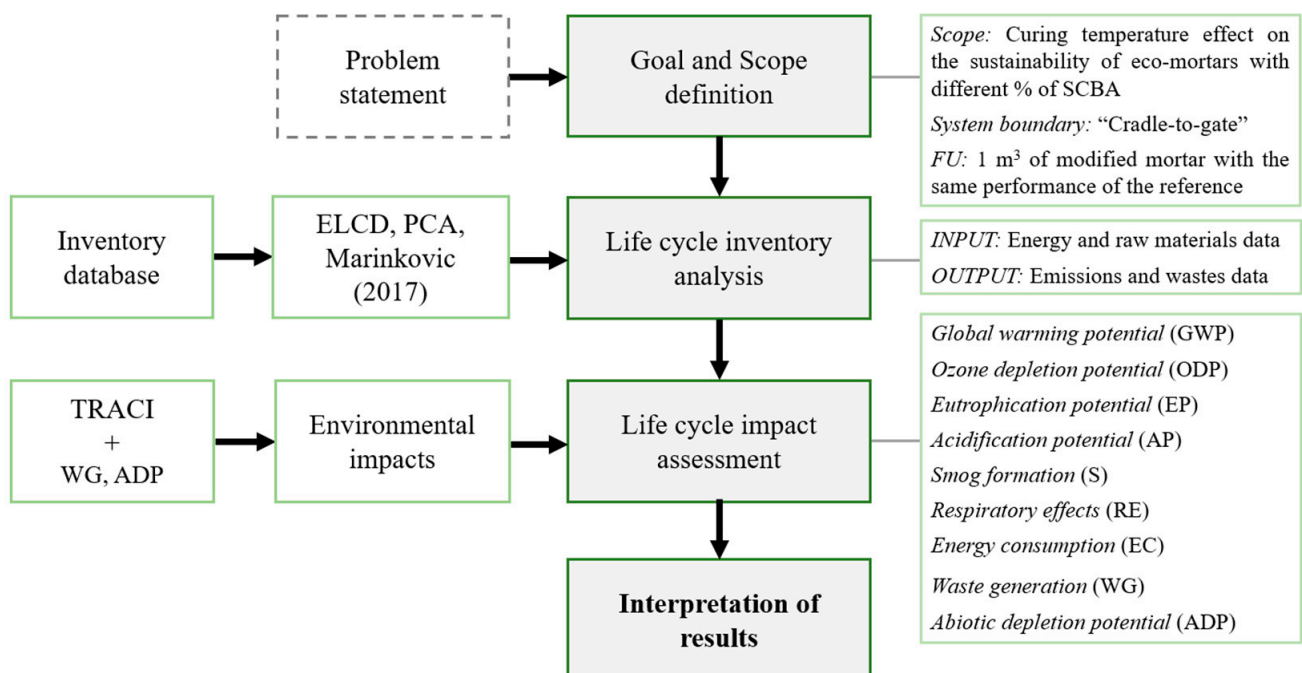 Problem
statement
Goal and Scope
definition
Scope: Curing temperature effect on
the sustainability of eco-mortars with
different % of SCBA
System boundary: “Cradle-to-gate”
FU: 1 m³ of modified mortar with the
same performance of the reference
Inventory
database
ELCD, PCA,
Marinkovic
(2017)
Life cycle inventory
analysis
INPUT: Energy and raw materials data
OUTPUT: Emissions and wastes data
TRACI
+
WG, ADP
Environmental
impacts
Life cycle impact
assessment
Global warming potential (GWP)
Ozone depletion potential (ODP)
Eutrophication potential (EP)
Acidification potential (AP)
Smog formation (S)
Respiratory effects (RE)
Energy consumption (EC)
Waste generation (WG)
Abiotic depletion potential (ADP)
Interpretation of
results